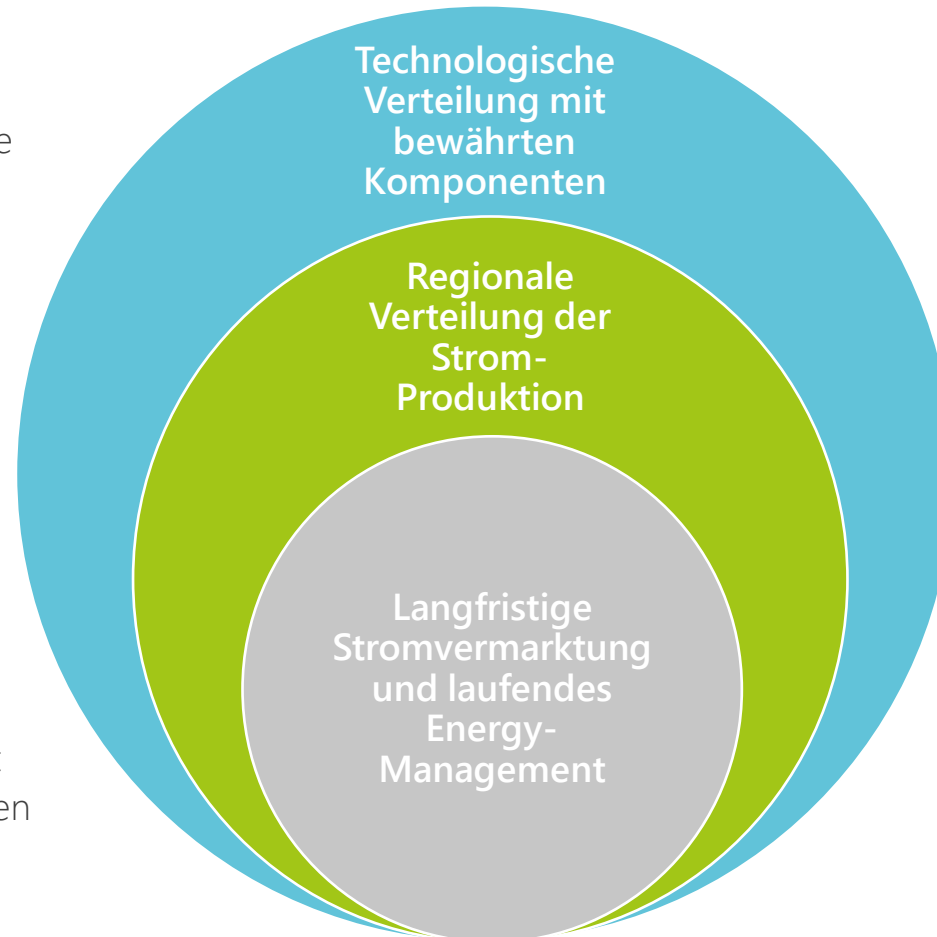 Technologische
Verteilung mit
bewährten
Komponenten
Regionale
Verteilung der
Strom-
Produktion
Langfristige
Stromvermarktung
und laufendes
Energy-
Management